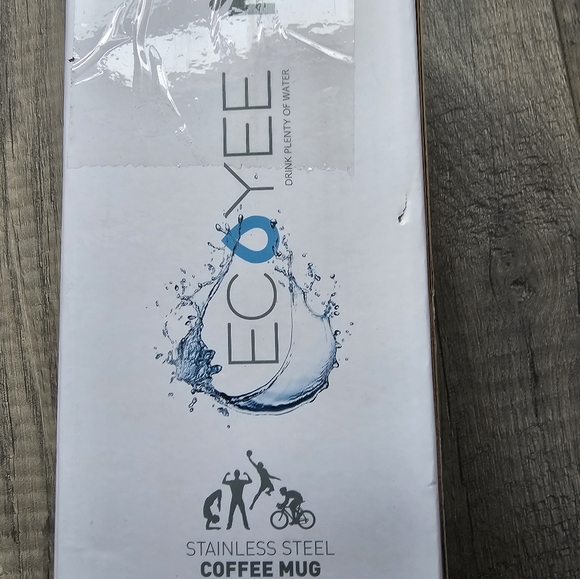 ECOYEE
DRINK PLENTY OF WATER
STAINLESS STEEL
COFFEE MUG